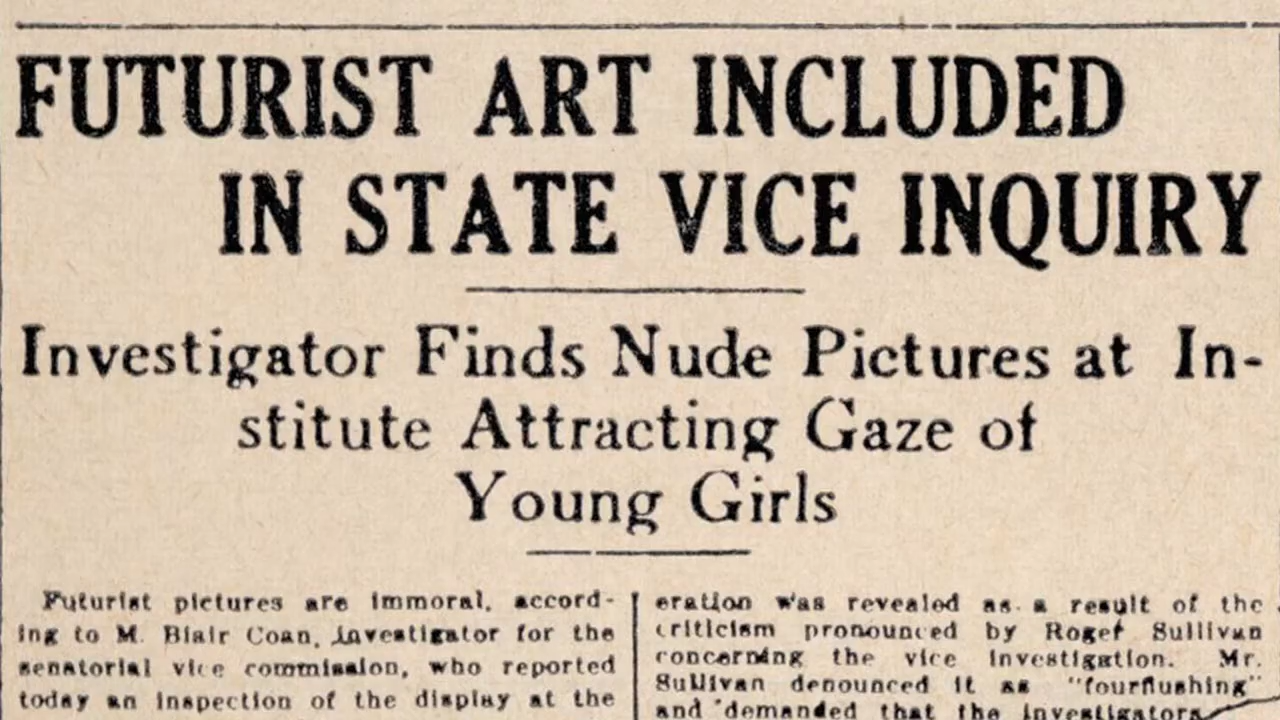 FUTURIST ART INCLUDED
IN STATE VICE INQUIRY
Investigator Finds Nude Pictures at In-
stitute Attracting Gaze of
Young Girls
Futurist pictures are immoral, accord-
ing to M. Blair Coan, investigator for the
senatorial vice commission, who reported
today an inspection of the display at the
eration was revealed as a result of the
criticism pronounced by Roger Sullivan
concerning the vice investigation. Mr.
Sullivan denounced it as "fourflushing"
and demanded that the investigators